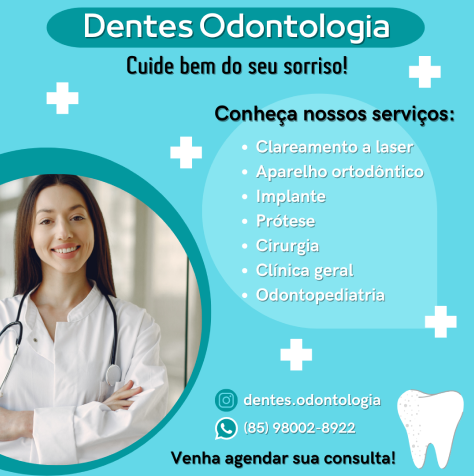 Dentes Odontologia
Cuide bem do seu sorriso!
Conheça nossos serviços:
• Clareamento a laser
• Aparelho ortodôntico
• Implante
• Prótese
• Cirurgia
• Clínica geral
• Odontopediatria
dentes.odontologia
(85) 98002-8922
Venha agendar sua consulta!